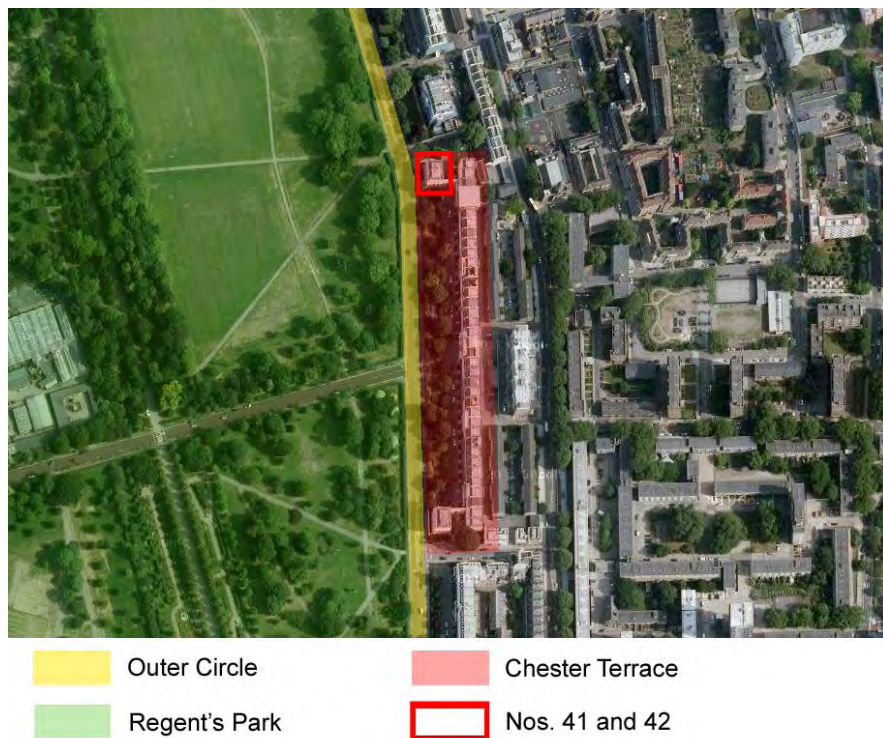 Outer Circle
Chester Terrace
Regent's Park
Nos. 41 and 42